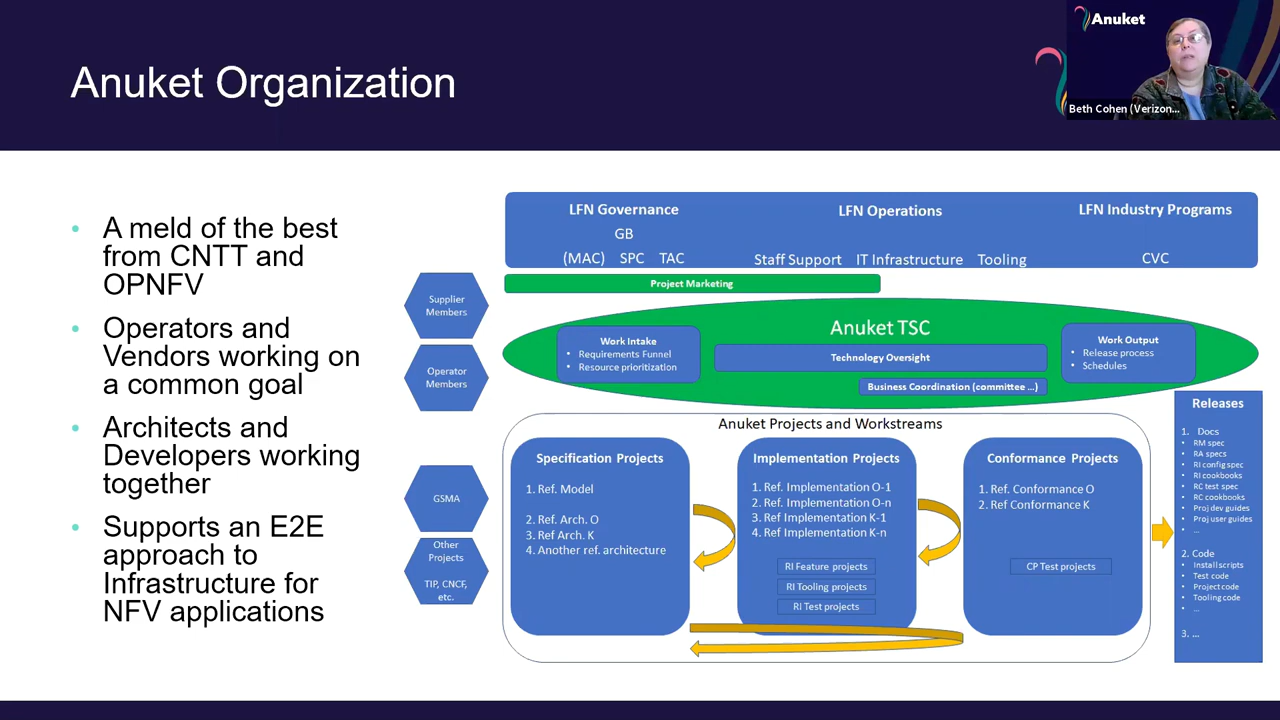 Anuket
Beth Cohen (Verizon...
Anuket Organization
• A meld of the best
from CNTT and
OPNFV
• Operators and
Vendors working on
a common goal
• Architects and
Developers working
together
• Supports an E2E
approach to
Infrastructure for
NFV applications
Supplier
Members
Operator
Members
GSMA
Other
Projects
TIP, CNCF,
etc.
LFN Governance
GB
(MAC) SPC TAC
LFN Operations
Staff Support IT Infrastructure Tooling
LFN Industry Programs
CVC
Project Marketing
Anuket TSC
Work Intake
• Requirements Funnel
• Resource prioritization
Technology Oversight
Business Coordination (committee ...)
Work Output
• Release process
• Schedules
Anuket Projects and Workstreams
Specification Projects
1. Ref. Model
2. Ref. Arch. O
3. Ref Arch. K
4. Another ref. architecture
Implementation Projects
1. Ref. Implementation O-1
2. Ref. Implementation O-n
3. Ref Implementation K-1
4. Ref Implementation K-n
RI Feature projects
RI Tooling projects
RI Test projects
Conformance Projects
1. Ref. Conformance O
2. Ref Conformance K
CP Test projects
Releases
1. Docs
• RM spec
• RA specs
• RI config spec
• RI cookbooks
• RC test spec
• RC cookbooks
• Proj dev guides
• Proj user guides
• ...
2. Code
• Install scripts
• Test code
• Project code
• Tooling code
• ...
3. ...